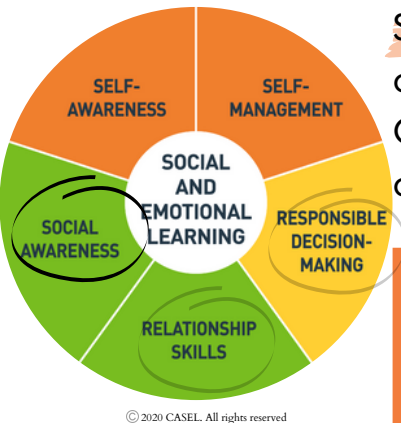 SELF-
AWARENESS
SELF-
MANAGEMENT
SOCIAL
AND
EMOTIONAL
LEARNING
SOCIAL
AWARENESS
RESPONSIBLE
DECISION-
MAKING
RELATIONSHIP
SKILLS
© 2020 CASEL. All rights reserved